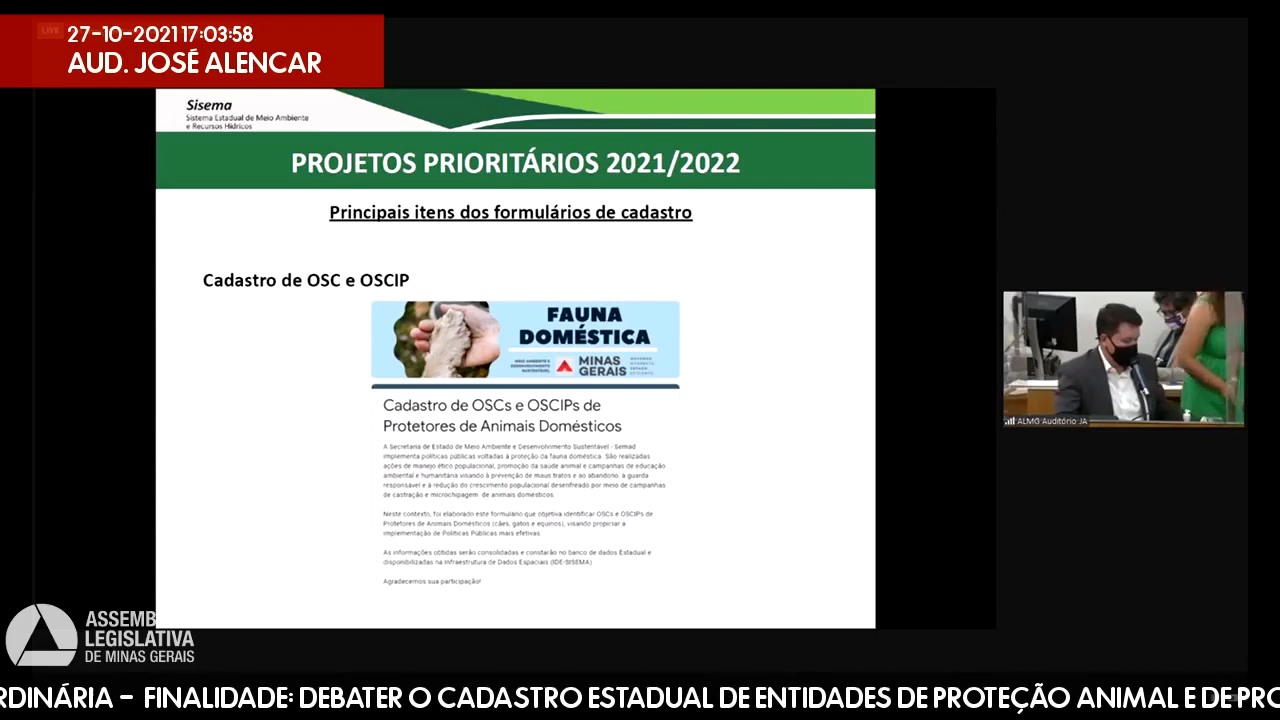 LIVE
27-10-2021 17:03:58
AUD. JOSÉ ALENCAR
Sisema
Sistema Estadual de Meio Ambiente
e Recursos Hídricos
PROJETOS PRIORITÁRIOS 2021/2022
Principais itens dos formulários de cadastro
Cadastro de OSC e OSCIP
FAUNA
DOMÉSTICA
MEIO AMBIENTE E
DESENVOLVIMENTO
SUSTENTÁVEL
MINAS
GERAIS
Cadastro de OSCs e OSCIPs de
Protetores de Animais Domésticos
A Secretaria de Estado de Meio Ambiente e Desenvolvimento Sustentável - Semad
implementa políticas públicas voltadas à proteção da fauna doméstica. São realizadas
ações de manejo ético populacional, promoção da saúde animal e campanhas de educação
ambiental e humanitária visando à prevenção de maus tratos e ao abandono, a guarda
responsável e à redução do crescimento populacional desenfreado por meio de campanhas
de castração e microchipagem de animais domésticos.
Neste contexto, foi elaborado este formulário que objetiva identificar OSCs e OSCIPs de
Protetores de Animais Domésticos (cães, gatos e equinos), visando propiciar a
implementação de Políticas Públicas mais efetivas.
As informações obtidas serão consolidadas e constarão no banco de dados Estadual e
disponibilizadas na Infraestrutura de Dados Espaciais (IDE-SISEMA)
Agradecemos sua participação!
ALMG Auditório JA
ASSEMB
LEGISLATIVA
DE MINAS GERAIS
RDINÁRIA - FINALIDADE: DEBATER O CADASTRO ESTADUAL DE ENTIDADES DE PROTEÇÃO ANIMAL E DE PRO